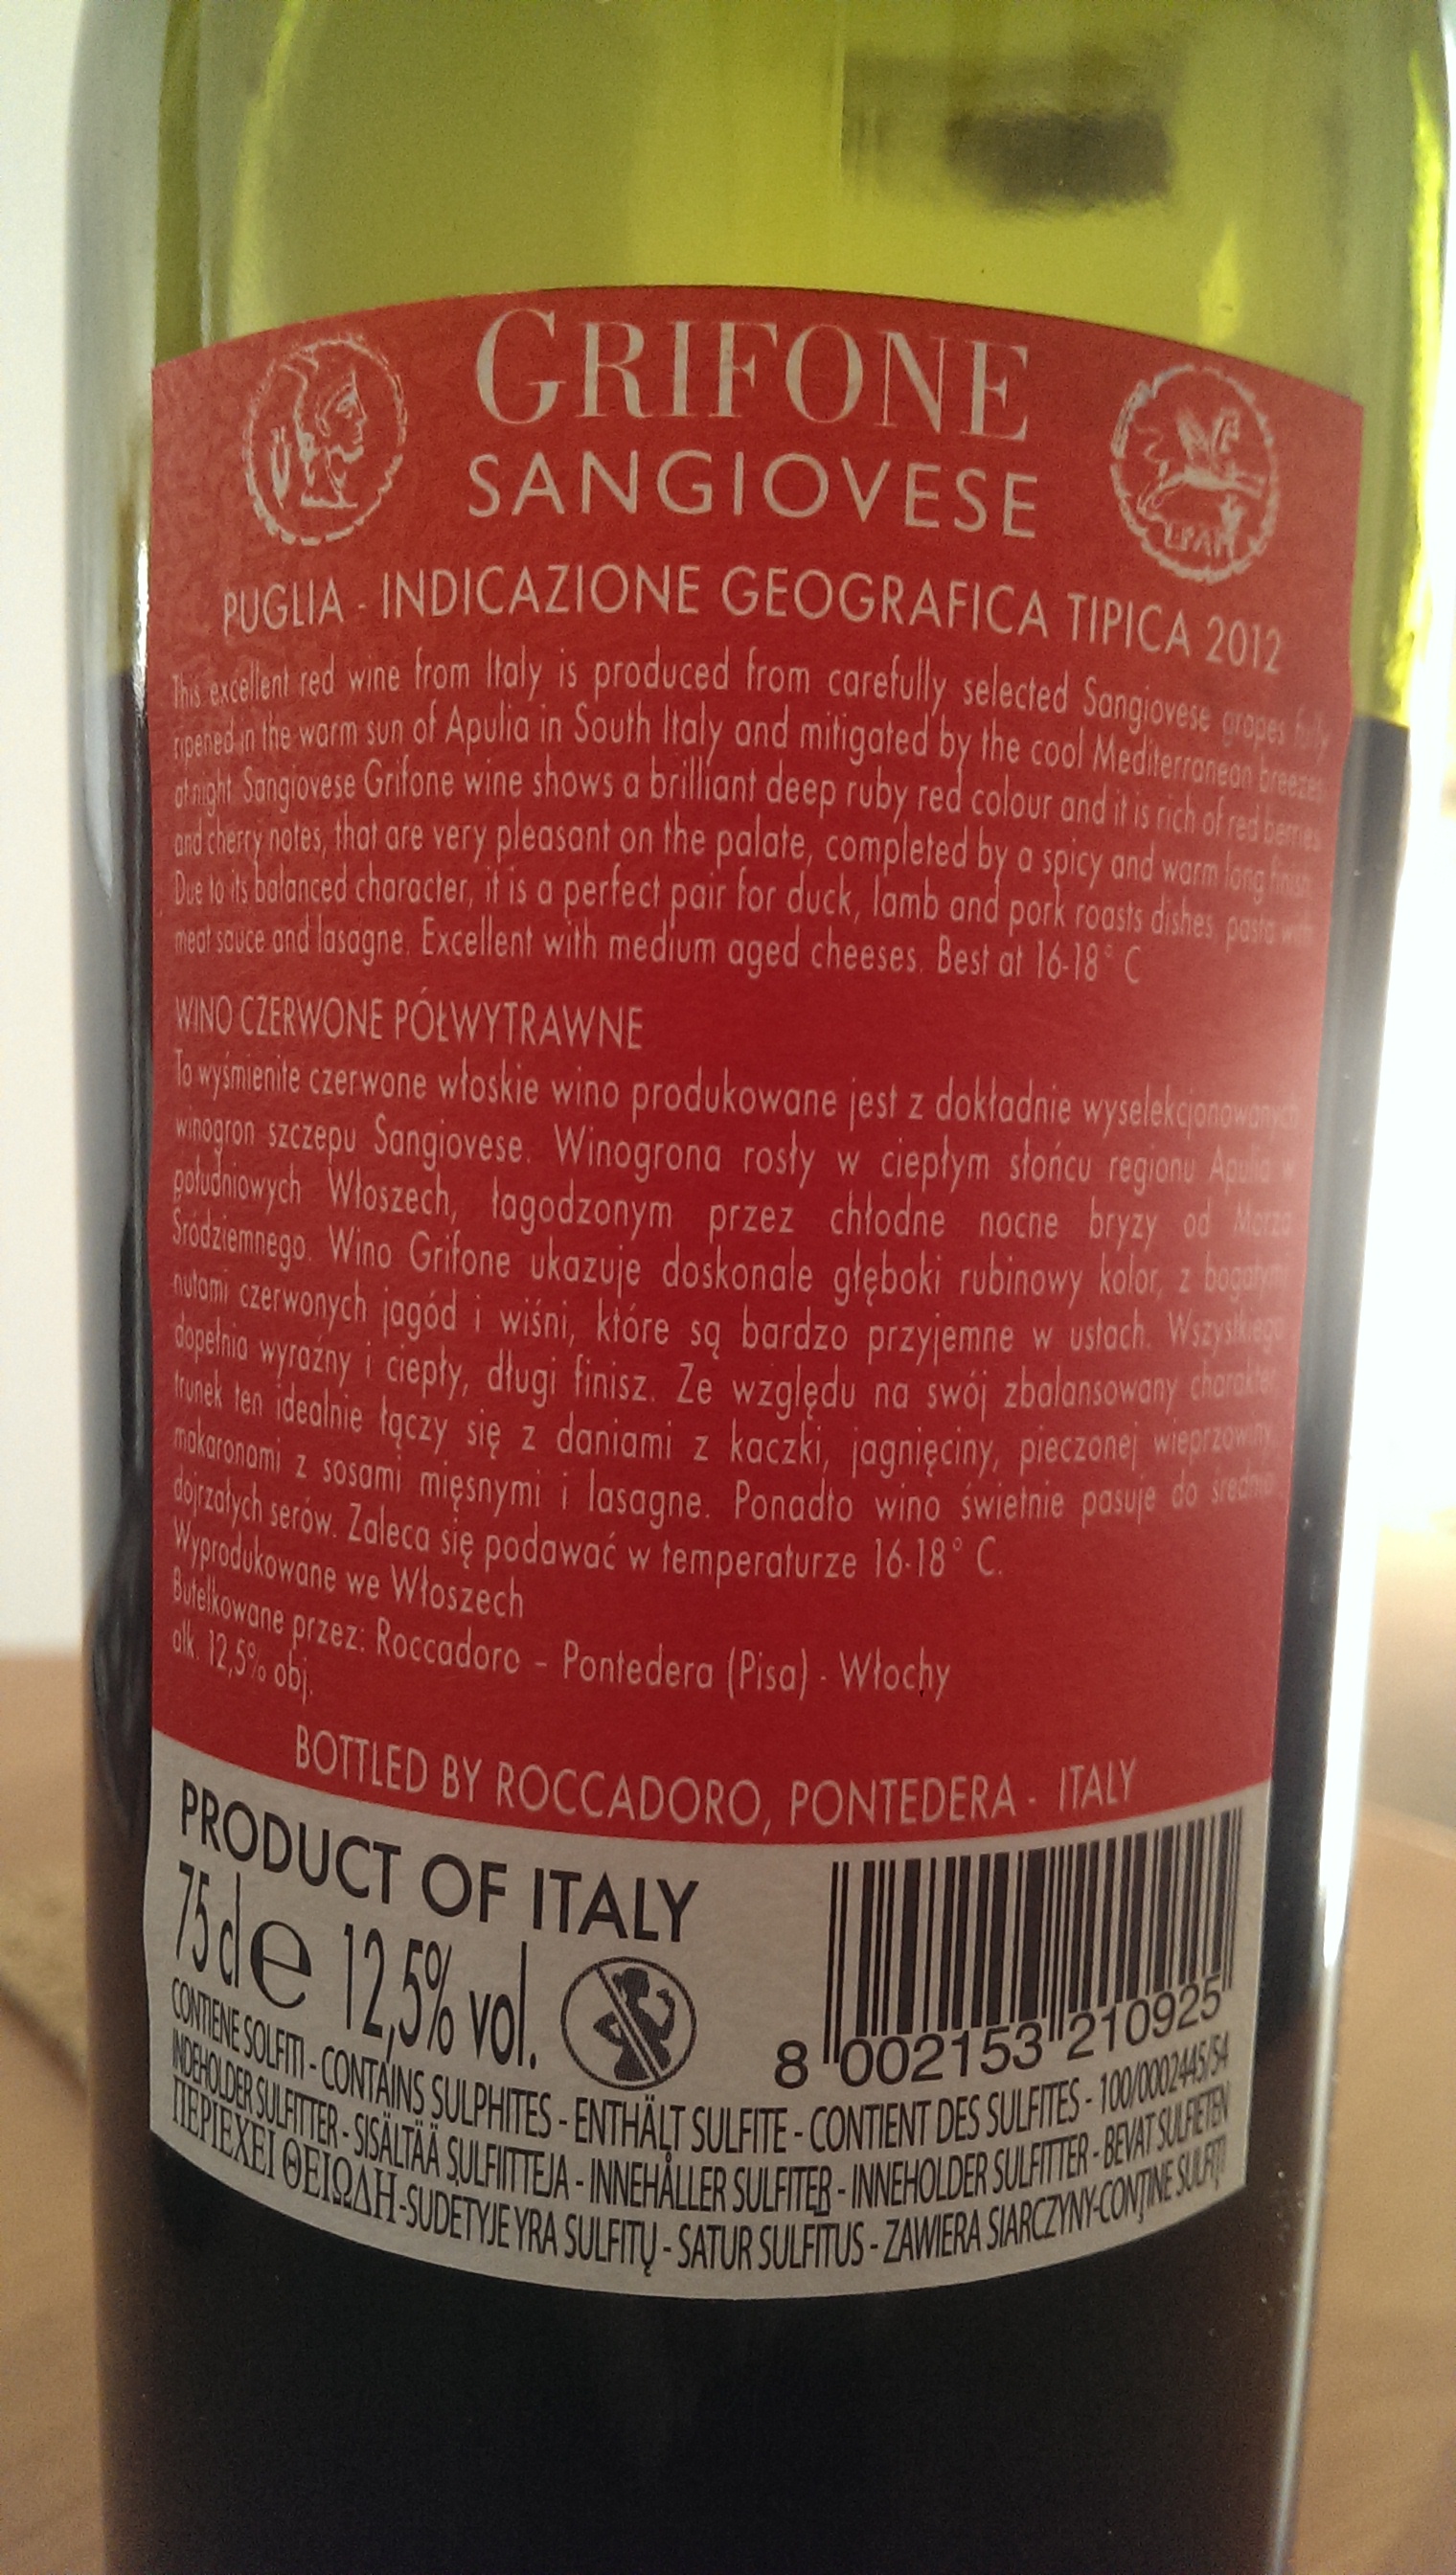 GRIFONE
SANGIOVESE
PUGLIA - INDICAZIONE GEOGRAFICA TIPICA 2012
This excellent red wine from Italy is produced from carefully selected Sangiovese grapes fully
ripened in the warm sun of Apulia in South Italy and mitigated by the cool Mediterranean breezes
at night. Sangiovese Grifone wine shows a brilliant deep ruby red colour and it is rich of red berries
and cherry notes, that are very pleasant on the palate, completed by a spicy and warm long finish.
Due to its balanced character, it is a perfect pair for duck, lamb and pork roasts dishes, pasta with
meat sauce and lasagne. Excellent with medium aged cheeses. Best at 16-18° C
WINO CZERWONE PÓŁWYTRAWNE
To wyśmienite czerwone włoskie wino produkowane jest z dokładnie wyselekcjonowanych
winogron szczepu Sangiovese. Winogrona rosły w ciepłym słońcu regionu Apulia w
południowych Włoszech, łagodzonym przez chłodne nocne bryzy od Morza
Śródziemnego. Wino Grifone ukazuje doskonale głęboki rubinowy kolor, z bogatymi
nutami czerwonych jagód i wiśni, które są bardzo przyjemne w ustach. Wszystkiego
dopełnia wyraźny i ciepły, długi finisz. Ze względu na swój zbalansowany charakter
trunek ten idealnie łączy się z daniami z kaczki, jagnięciny, pieczonej wieprzowiny,
makaronami z sosami mięsnymi i lasagne. Ponadto wino świetnie pasuje do średnio
dojrzałych serów. Zaleca się podawać w temperaturze 16-18° C.
Wyprodukowane we Włoszech
Butelkowane przez: Roccadoro - Pontedera (Pisa) - Włochy
alk. 12,5% obj.
BOTTLED BY ROCCADORO, PONTEDERA - ITALY
PRODUCT OF ITALY
75 cl e 12,5% vol.
8 002153 210925
CONTIENE SOLFITI - CONTAINS SULPHITES - ENTHÄLT SULFITE - CONTIENT DES SULFITES - 100/0002445/54
INDEHOLDER SULFITTER - SISÄLTÄÄ SULFIITTEJA - INNEHÅLLER SULFITER - INNEHOLDER SULFITTER - BEVAT SULFIETEN
ΠΕΡΙΕΧΕΙ ΘΕΙΩΔΗ - SUDETYJE YRA SULFITŲ - SATUR SULFĪTUS - ZAWIERA SIARCZYNY-CONŢINE SULFIŢI